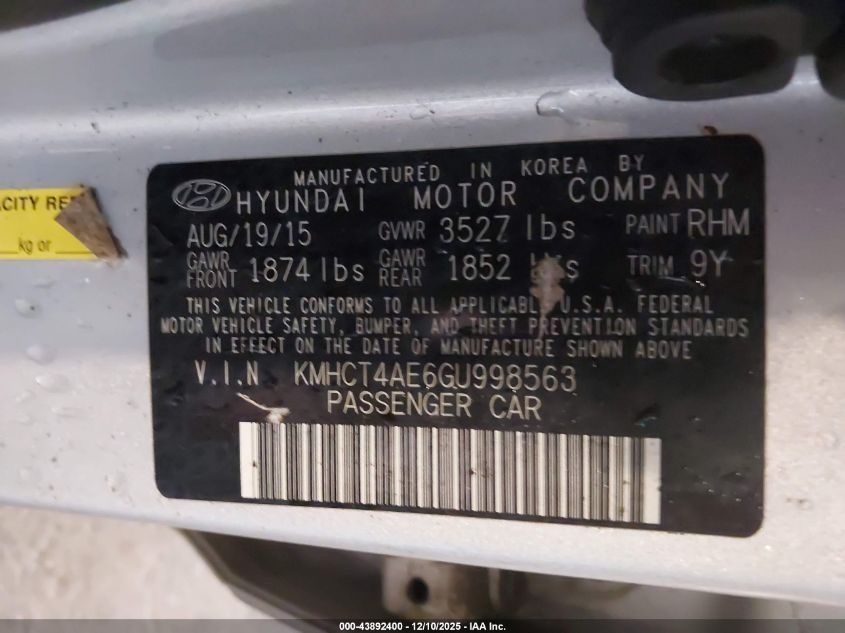 MANUFACTURED IN KOREA BY
HYUNDAI MOTOR COMPANY
AUG/19/15 GVWR 3527 lbs PAINT RHM
GAWR FRONT 1874 lbs GAWR REAR 1852 TRIM 9Y
THIS VEHICLE CONFORMS TO ALL APPLICABLE U.S.A. FEDERAL
MOTOR VEHICLE SAFETY, BUMPER, AND THEFT PREVENTION STANDARDS
IN EFFECT ON THE DATE OF MANUFACTURE SHOWN ABOVE
V.I.N KMHCT4AE6GU998563
PASSENGER CAR
kg or
000-43892400 - 12/10/2025 - IAA Inc.